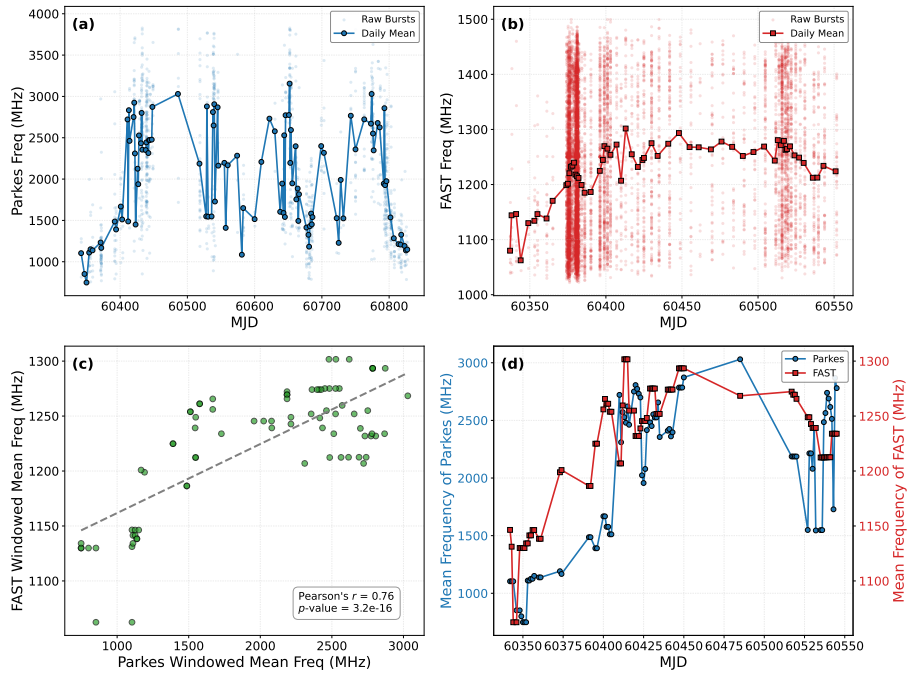 (a)
Raw Bursts
Daily Mean
4000
3500
3000
2500
2000
1500
1000
Parkes Freq (MHz)
60400
60500
60600
60700
60800
MJD
(b)
Raw Bursts
Daily Mean
1500
1400
1300
1200
1100
1000
FAST Freq (MHz)
60350
60400
60450
60500
60550
MJD
(c)
1300
1250
1200
1150
1100
FAST Windowed Mean Freq (MHz)
Pearson's r = 0.76
p-value = 3.2e-16
1000
1500
2000
2500
3000
Parkes Windowed Mean Freq (MHz)
(d)
Parkes
FAST
3000
2500
2000
1500
1000
Mean Frequency of Parkes (MHz)
1300
1250
1200
1150
1100
Mean Frequency of FAST (MHz)
60350
60375
60400
60425
60450
60475
60500
60525
60550
MJD